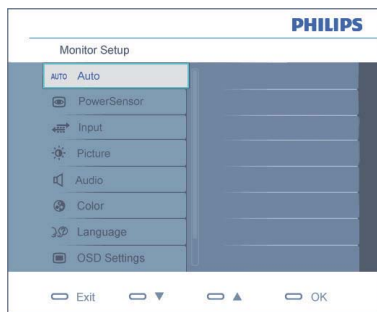 PHILIPS
Monitor Setup
AUTO Auto
PowerSensor
Input
Picture
Audio
Color
Language
OSD Settings
Exit ▼ ▲ OK